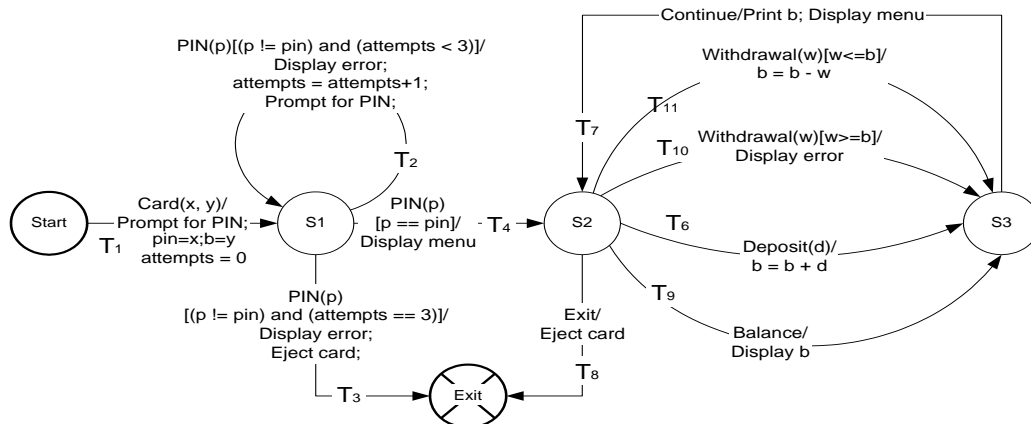 Continue/Print b; Display menu
PIN(p)[(p != pin) and (attempts < 3)]/
Display error;
attempts = attempts+1;
Prompt for PIN;
Withdrawal(w)[w<=b]/
b = b - w
T11
T7
T2
Withdrawal(w)[w>=b]/
Display error
T10
Start
Card(x, y)/
Prompt for PIN;
pin=x;b=y
attempts = 0
T1
S1
PIN(p)
[p == pin]/
Display menu
T4
S2
T6
Deposit(d)/
b = b + d
S3
PIN(p)
[(p != pin) and (attempts == 3)]/
Display error;
Eject card;
T3
Exit
Exit/
Eject card
T8
T9
Balance/
Display b